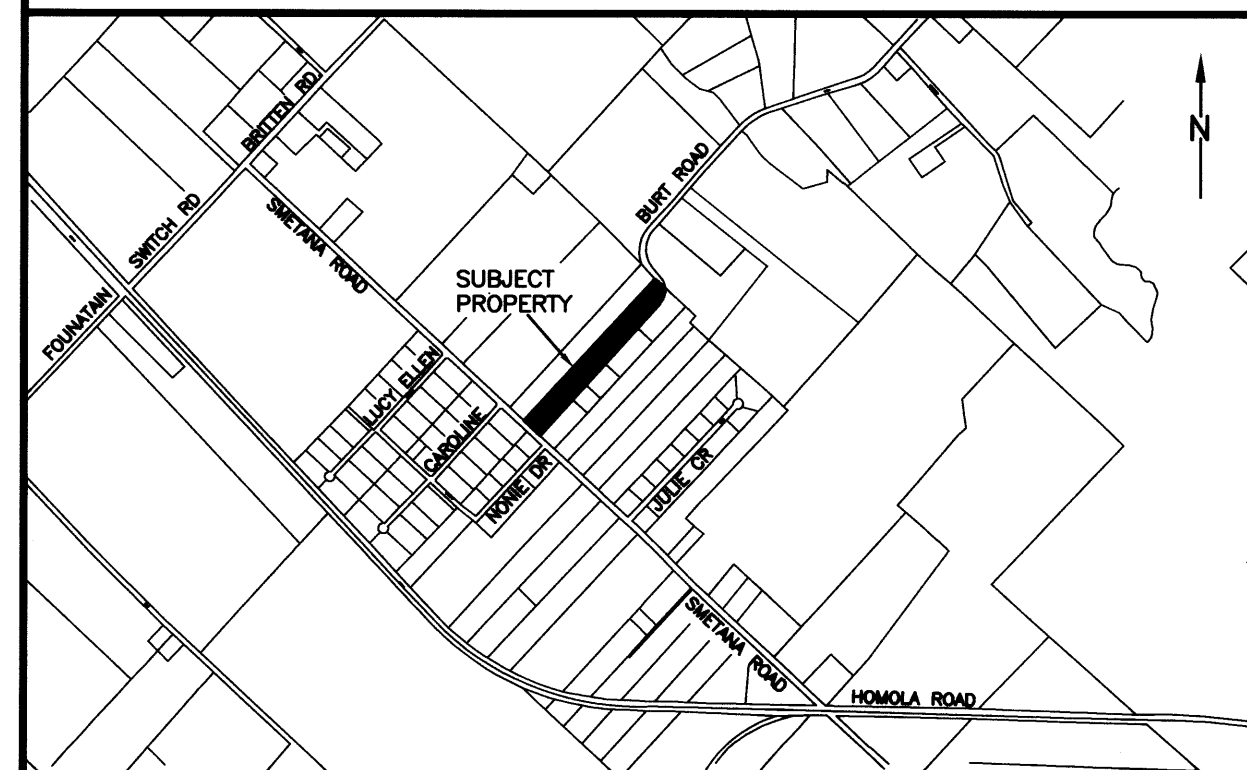 BRITTEN RD
N
BURT ROAD
SWITCH RD
SMETANA ROAD
SUBJECT
PROPERTY
FOUNATAIN
LUCY ELLEN
CAROLINE
NONIE DR
JULIE CR
SMETANA ROAD
HOMOLA ROAD